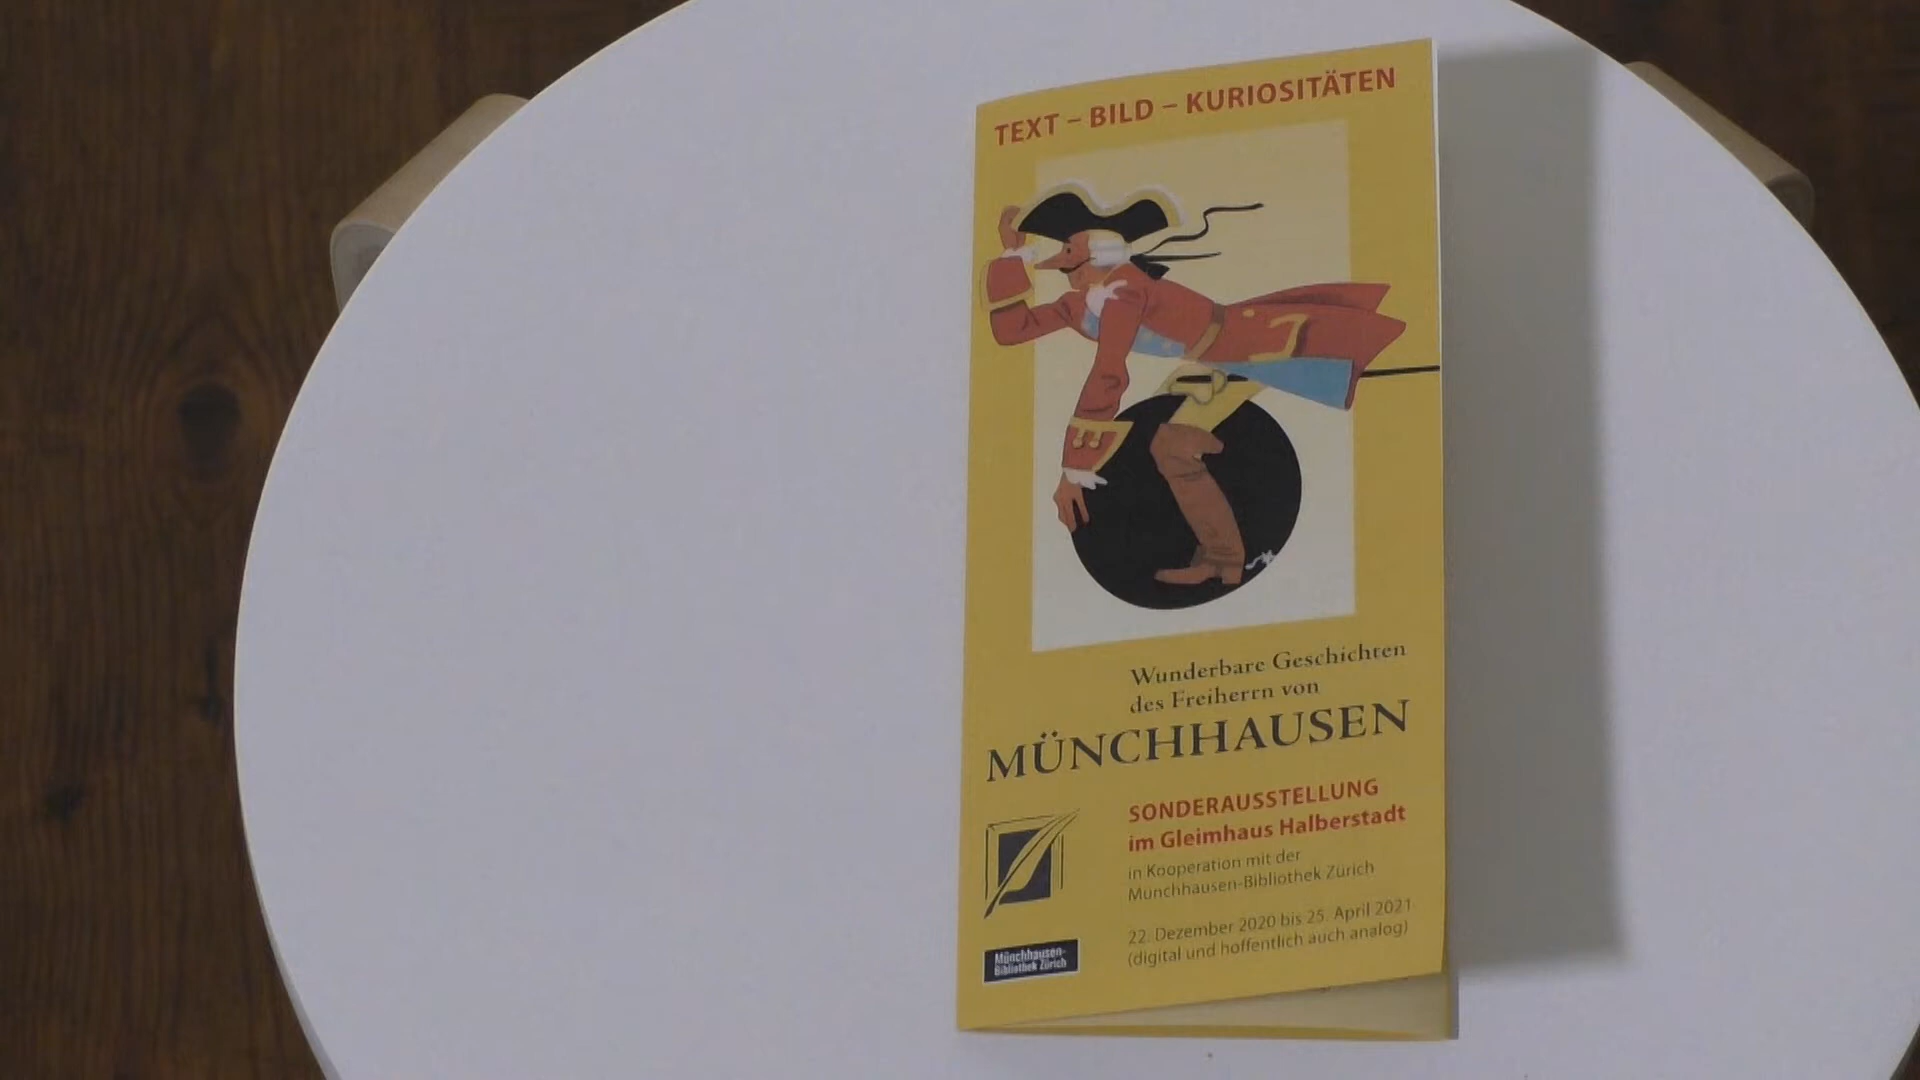 TEXT – BILD – KURIOSITÄTEN
Wunderbare Geschichten
des Freiherrn von
MÜNCHHAUSEN
SONDERAUSSTELLUNG
im Gleimhaus Halberstadt
in Kooperation mit der
Münchhausen-Bibliothek Zürich
22. Dezember 2020 bis 25. April 2021
(digital und hoffentlich auch analog)
Münchhausen-
Bibliothek Zürich